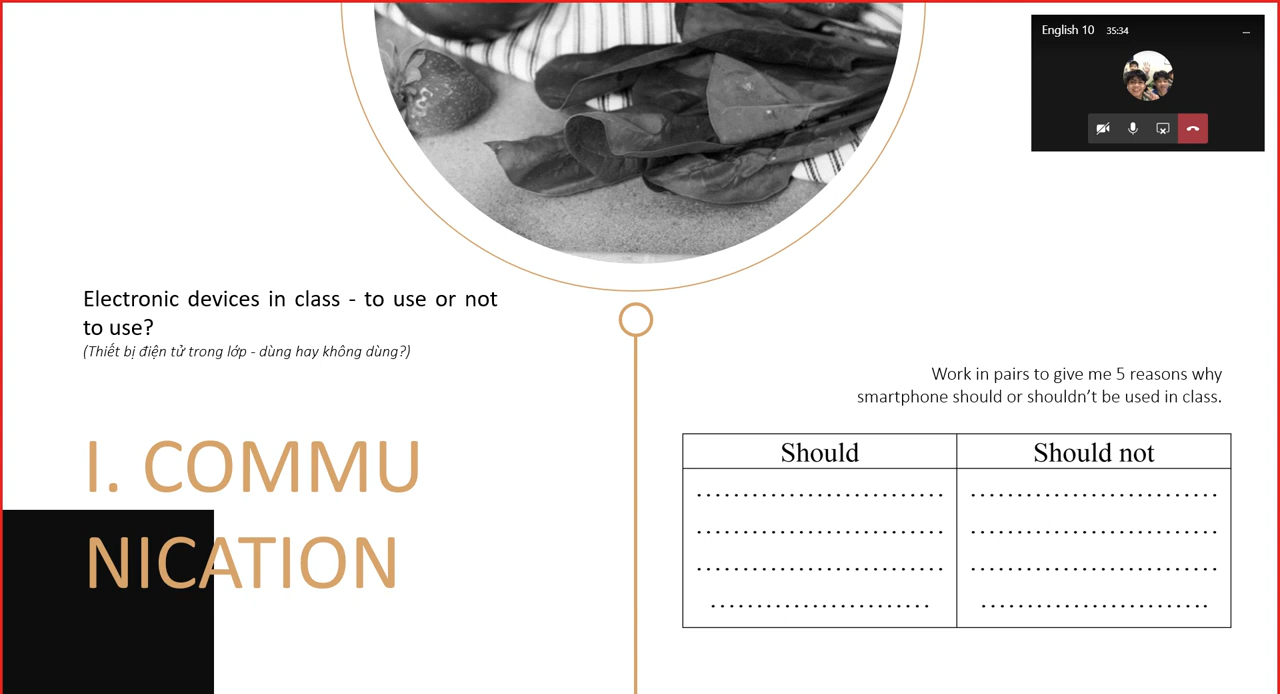 English 10 35:34
Electronic devices in class - to use or not
to use?
(Thiết bị điện tử trong lớp - dùng hay không dùng?)
I. COMMU
NICATION
Work in pairs to give me 5 reasons why
smartphone should or shouldn't be used in class.
Should Should not
........................... ...........................
........................... ...........................
........................... ...........................
........................ .........................